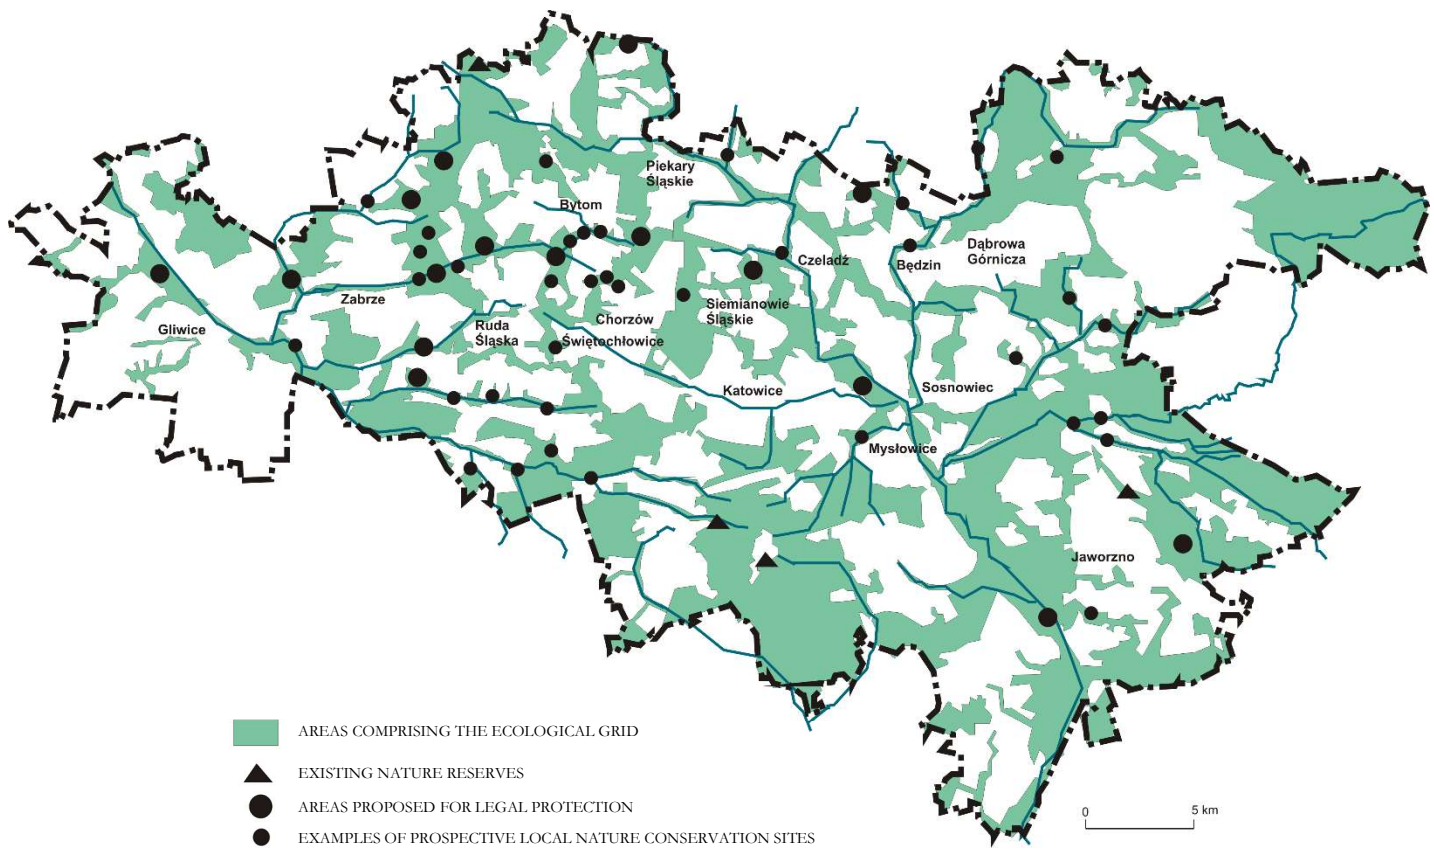 Piekary
Śląskie
Bytom
Dąbrowa
Górnicza
Czeladź
Będzin
Zabrze
Siemianowie
Śląskie
Gliwice
Ruda
Śląska
Chorzów
Świętochłowice
Katowice
Sosnowiec
Mysłowice
Jaworzno
AREAS COMPRISING THE ECOLOGICAL GRID
EXISTING NATURE RESERVES
AREAS PROPOSED FOR LEGAL PROTECTION
EXAMPLES OF PROSPECTIVE LOCAL NATURE CONSERVATION SITES
0 5 km